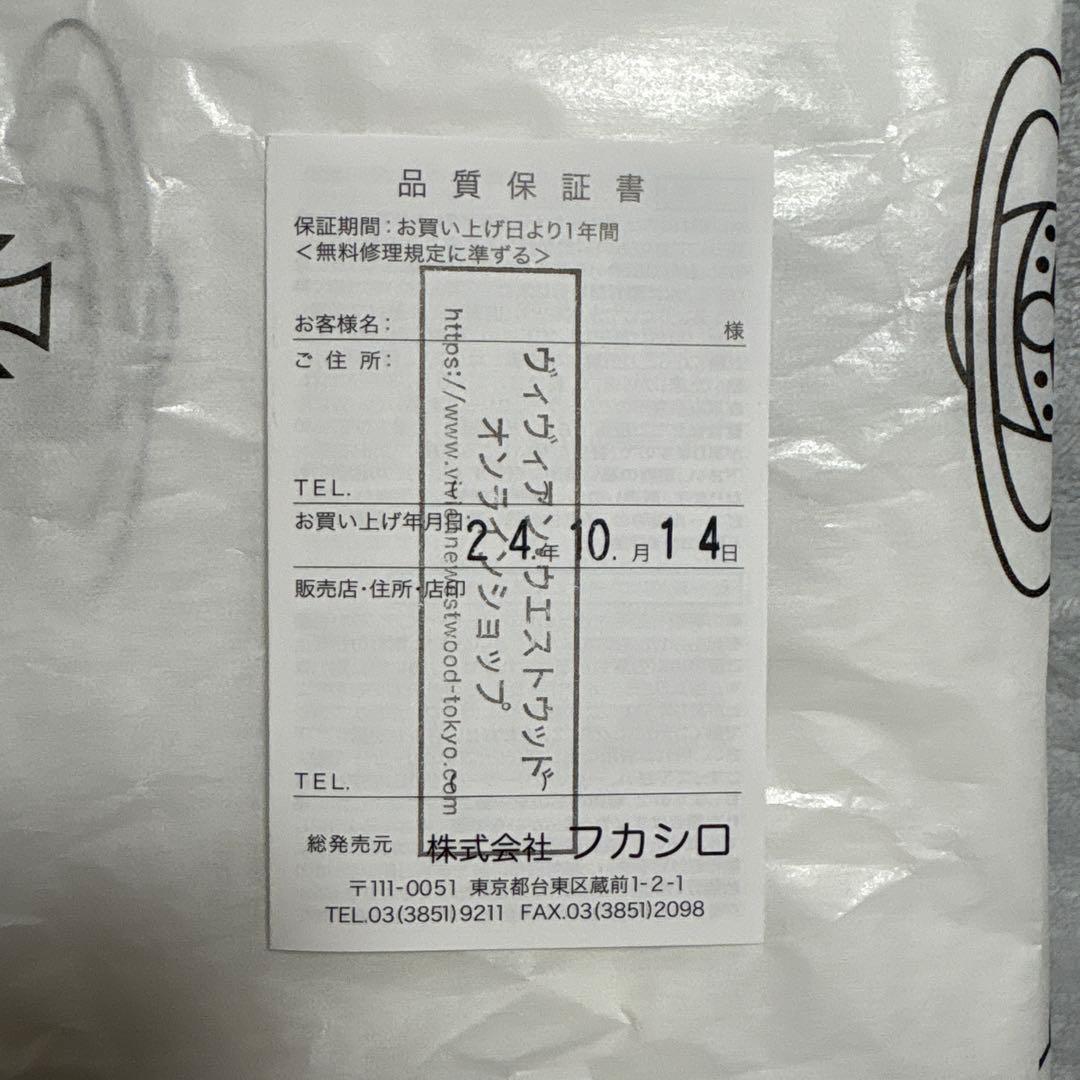 品質保証書
保証期間：お買い上げ日より1年間
＜無料修理規定に準ずる＞
お客様名：
様
ご住所：
TEL.
お買い上げ年月日：
24.年10.月14日
販売店・住所・店印
TEL.
ヴィヴィアンウエストウッド
オンラインショップ
https://www.viviennewestwood-tokyo.com
総発売元 株式会社フカシロ
〒111-0051 東京都台東区蔵前1-2-1
TEL.03(3851)9211 FAX.03(3851)2098